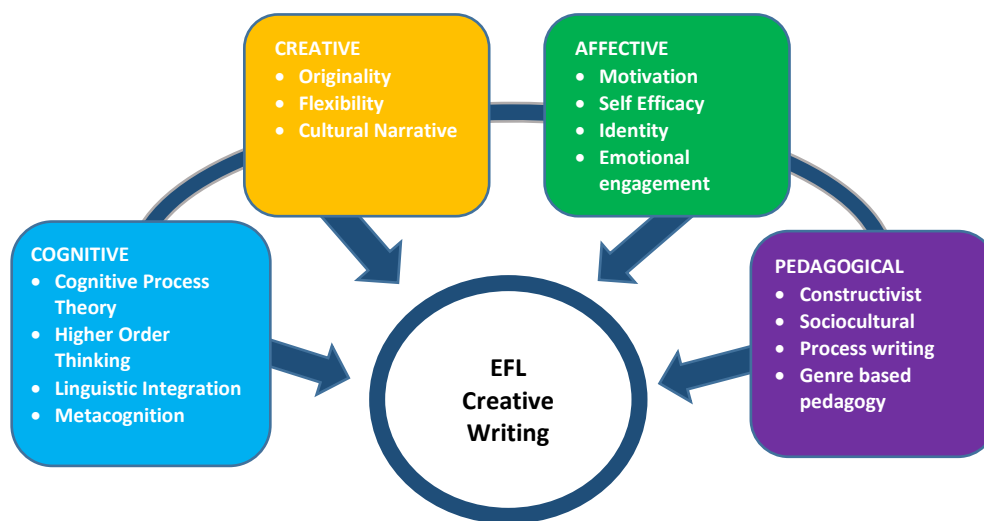 CREATIVE
• Originality
• Flexibility
• Cultural Narrative
AFFECTIVE
• Motivation
• Self Efficacy
• Identity
• Emotional
engagement
COGNITIVE
• Cognitive Process
Theory
• Higher Order
Thinking
• Linguistic Integration
• Metacognition
PEDAGOGICAL
• Constructivist
• Sociocultural
• Process writing
• Genre based
pedagogy
EFL
Creative
Writing